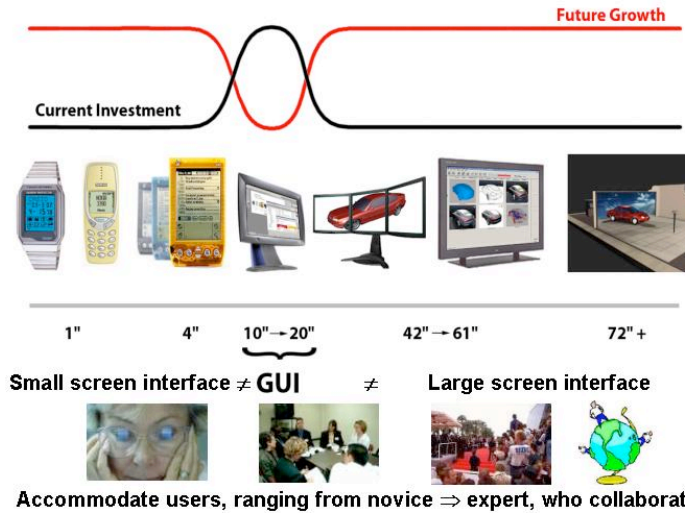 Future Growth
Current Investment
1" 4" 10"→20" 42"→61" 72" +
Small screen interface ≠ GUI ≠ Large screen interface
Accommodate users, ranging from novice ⇒ expert, who collaborat